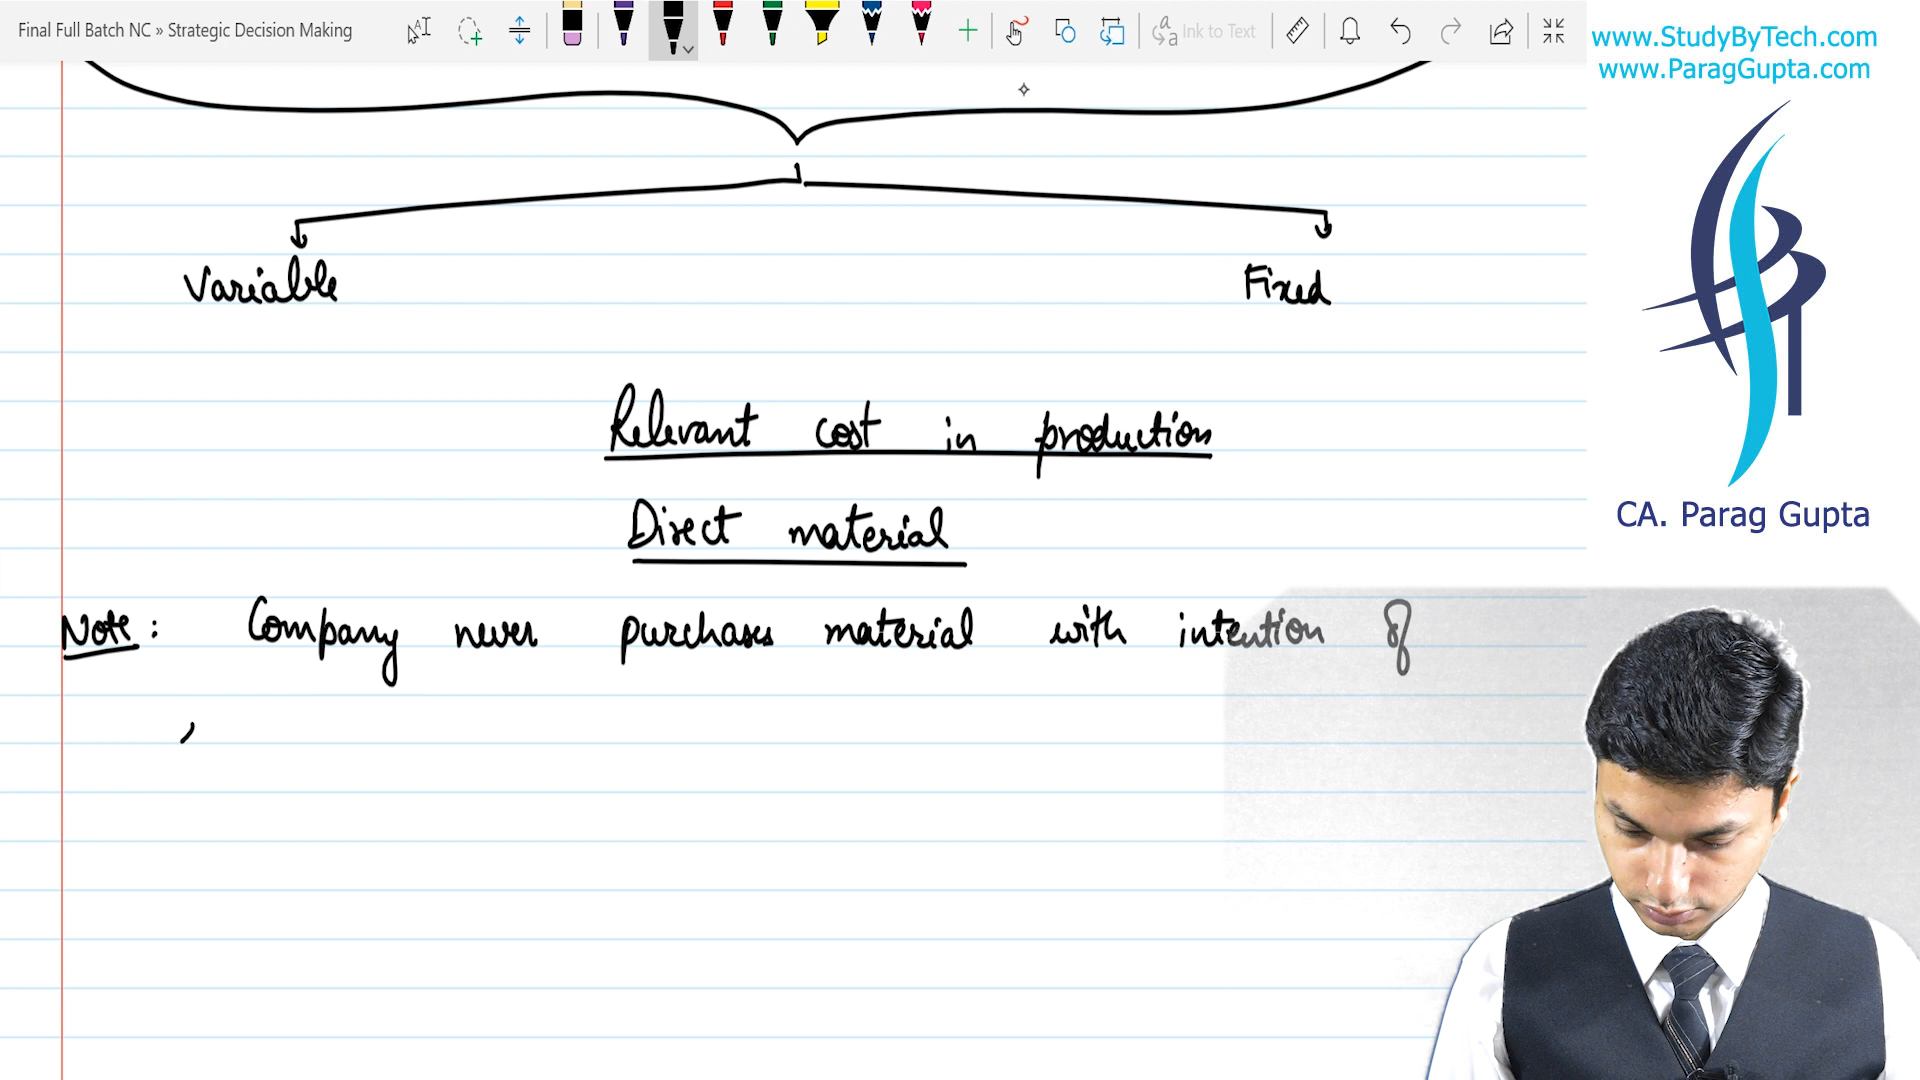 Final Full Batch NC » Strategic Decision Making
Ink to Text
www.StudyByTech.com
www.ParagGupta.com
Variable
Fixed
Relevant cost in production
Direct material
CA. Parag Gupta
Note: Company never purchases material with intention of